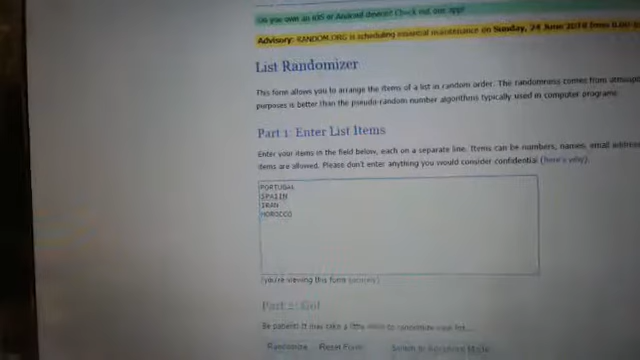 Do you own an iOS or Android device? Check out our app!
Advisory: RANDOM.ORG is scheduling essential maintenance on Sunday, 24 June 2018 from
List Randomizer
This form allows you to arrange the items of a list in random order. The randomness comes from
purposes is better than the pseudo-random number algorithms typically used in computer programs.
Part 1: Enter List Items
Enter your items in the field below, each on a separate line. Items can be numbers, names, email
items are allowed. Please don't enter anything you would consider confidential (here's why).
PORTUGAL
SPAIIN
IRAN
MOROCCO
(you're viewing this form
Part 2: Go!
Be patient! It may take a little while to randomize your list...
Randomize Reset Form Switch to Advanced Mode